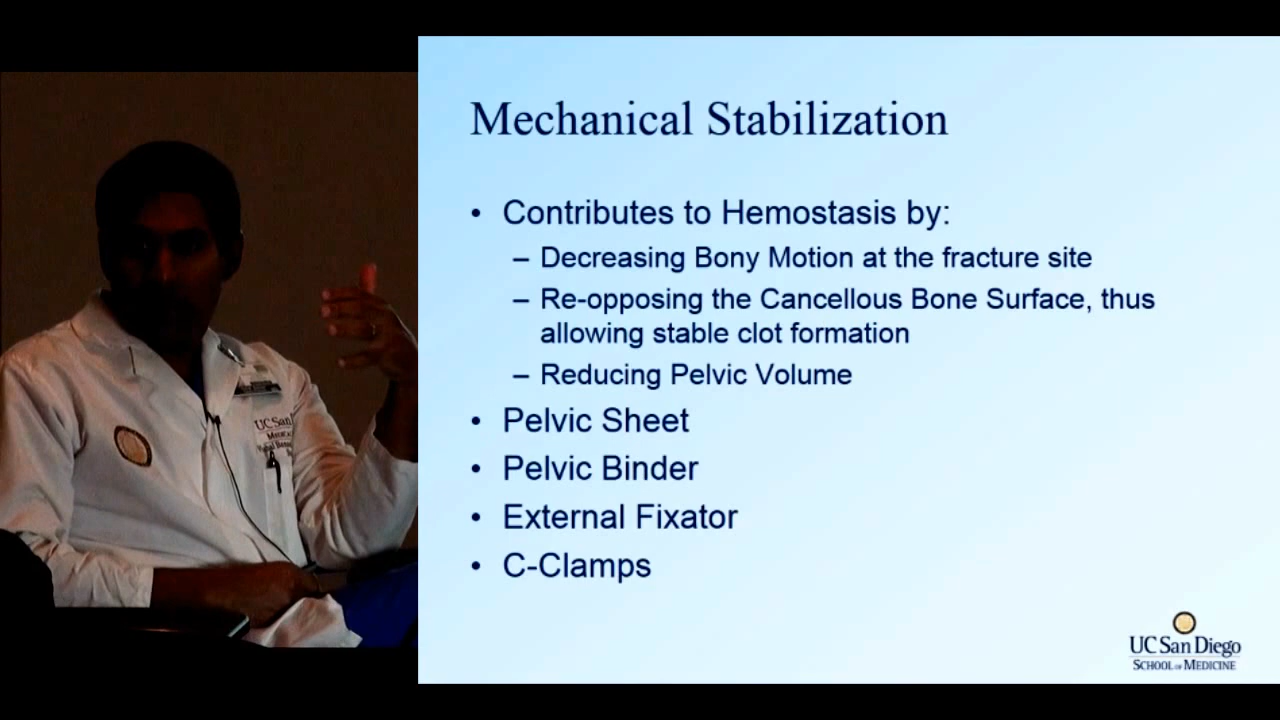 Mechanical Stabilization
• Contributes to Hemostasis by:
– Decreasing Bony Motion at the fracture site
– Re-opposing the Cancellous Bone Surface, thus
allowing stable clot formation
– Reducing Pelvic Volume
• Pelvic Sheet
• Pelvic Binder
• External Fixator
• C-Clamps
UC San Diego
SCHOOL OF MEDICINE
UC San